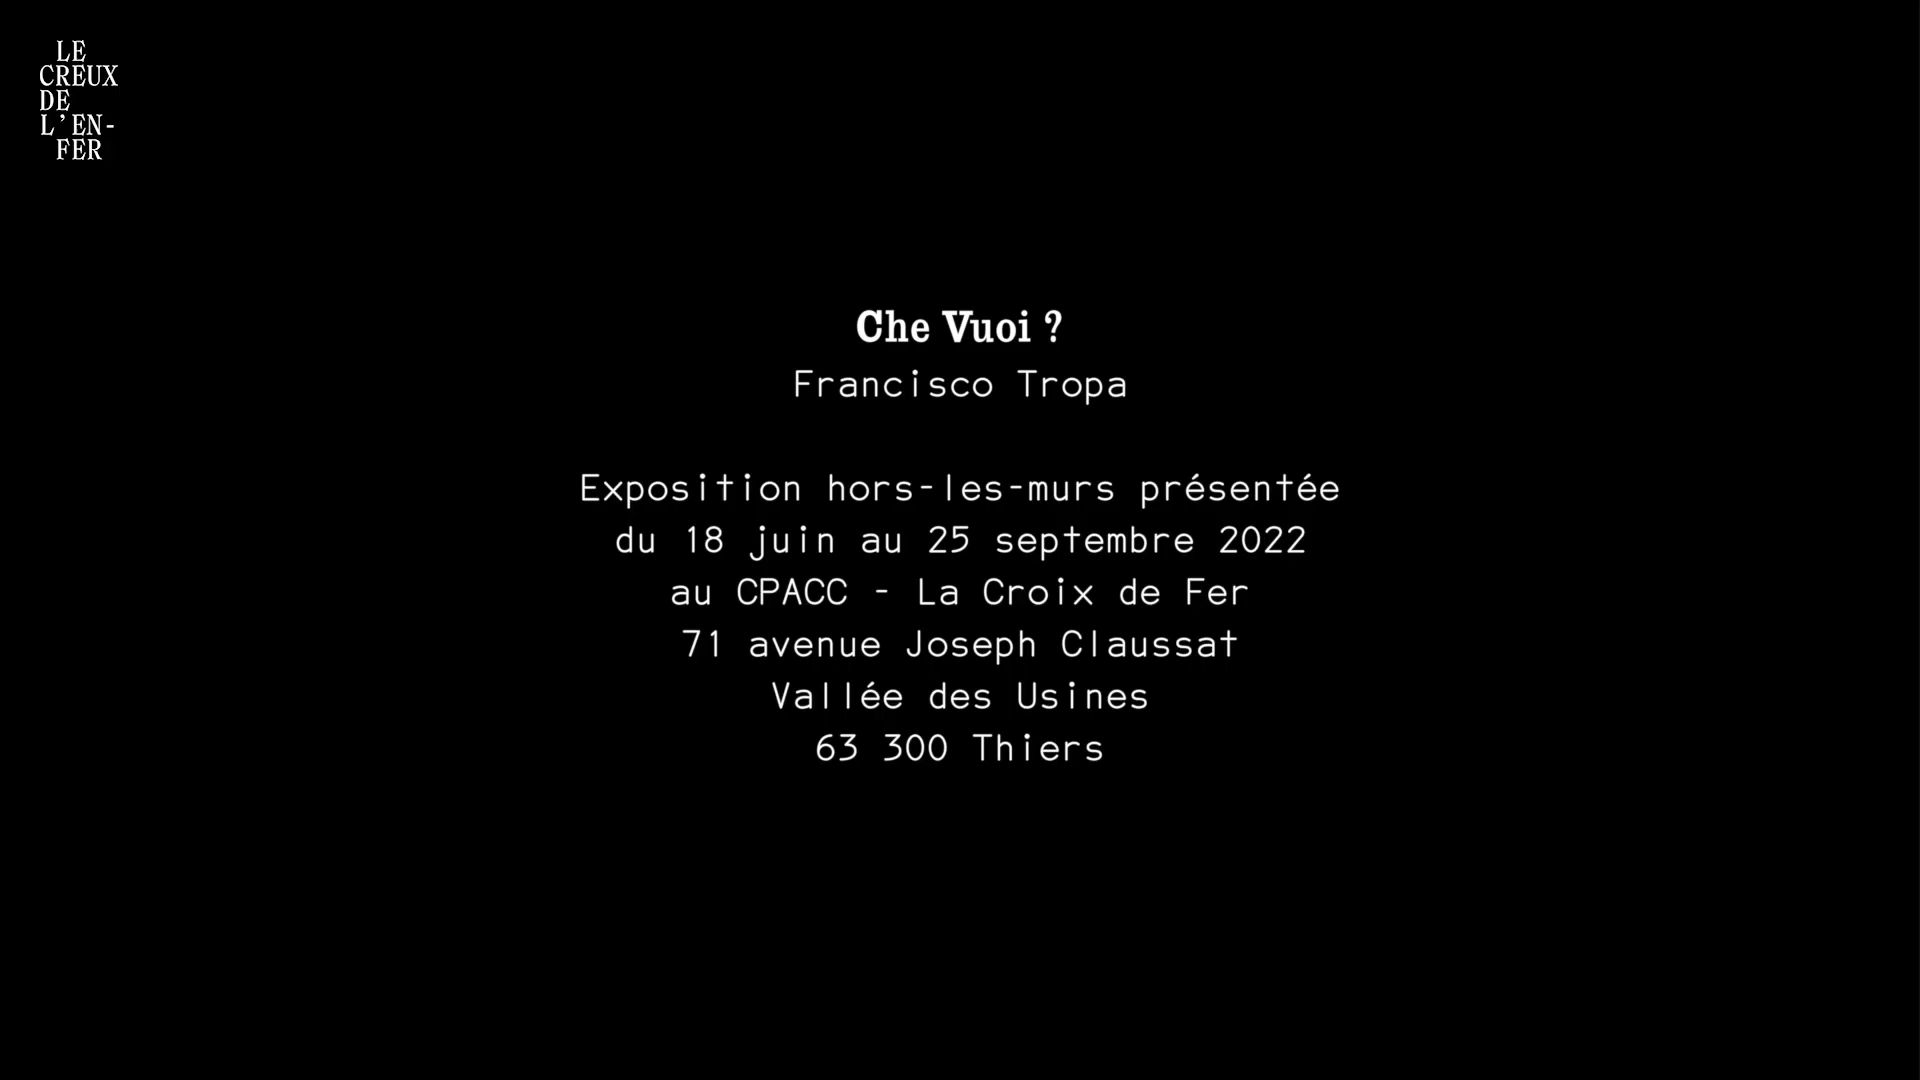 LE
CREUX
DE
L'EN-
FER
Che Vuoi ?
Francisco Tropa
Exposition hors-les-murs présentée
du 18 juin au 25 septembre 2022
au CPACC - La Croix de Fer
71 avenue Joseph Claussat
Vallée des Usines
63 300 Thiers